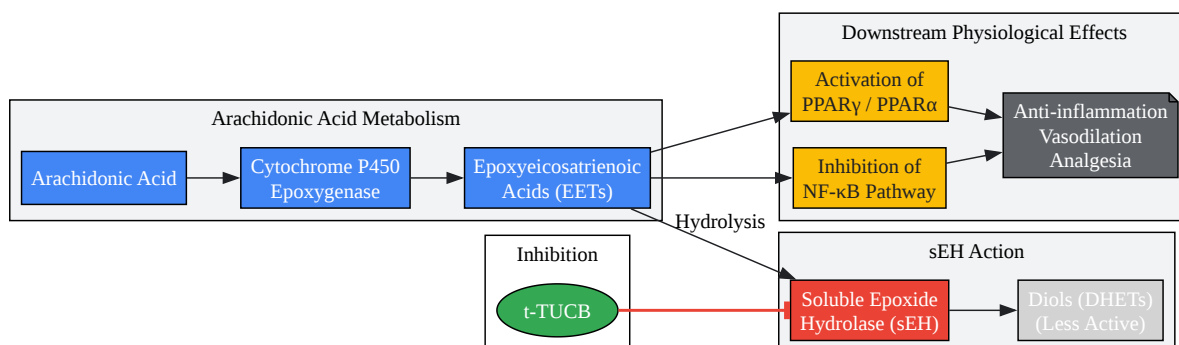 Downstream Physiological Effects
Activation of
PPARγ / PPARα
Anti-inflammation
Vasodilation
Analgesia
Inhibition of
NF-κB Pathway
Arachidonic Acid Metabolism
Arachidonic Acid
Cytochrome P450
Epoxygenase
Epoxyeicosatrienoic
Acids (EETs)
Hydrolysis
Inhibition
t-TUCB
sEH Action
Soluble Epoxide
Hydrolase (sEH)
Diols (DHETs)
(Less Active)